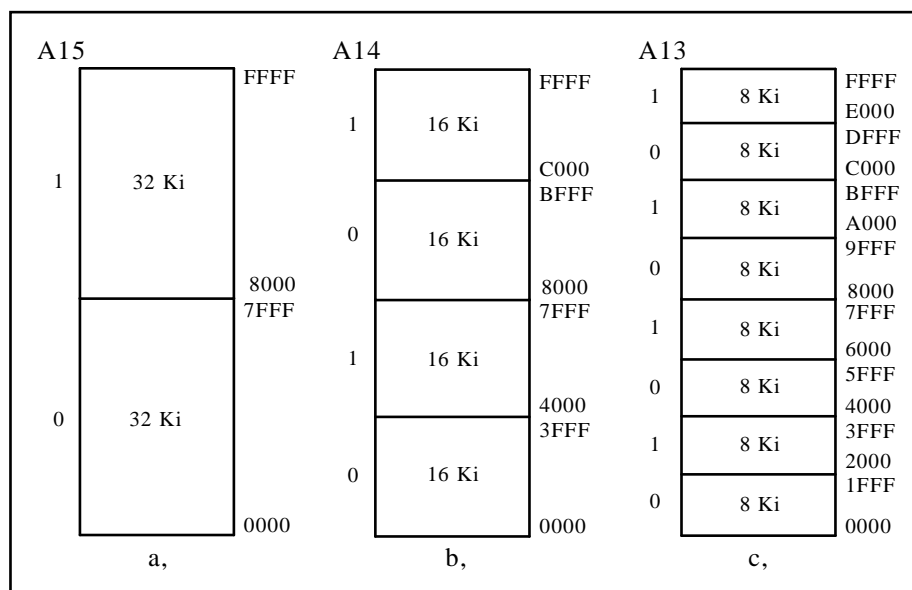 A15
FFFF
1
32 Ki
8000
7FFF
0
32 Ki
0000
a,
A14
FFFF
1
16 Ki
C000
BFFF
0
16 Ki
8000
7FFF
1
16 Ki
4000
3FFF
0
16 Ki
0000
b,
A13
FFFF
1
8 Ki
E000
DFFF
0
8 Ki
C000
BFFF
1
8 Ki
A000
9FFF
0
8 Ki
8000
7FFF
1
8 Ki
6000
5FFF
0
8 Ki
4000
3FFF
1
8 Ki
2000
1FFF
0
8 Ki
0000
c,